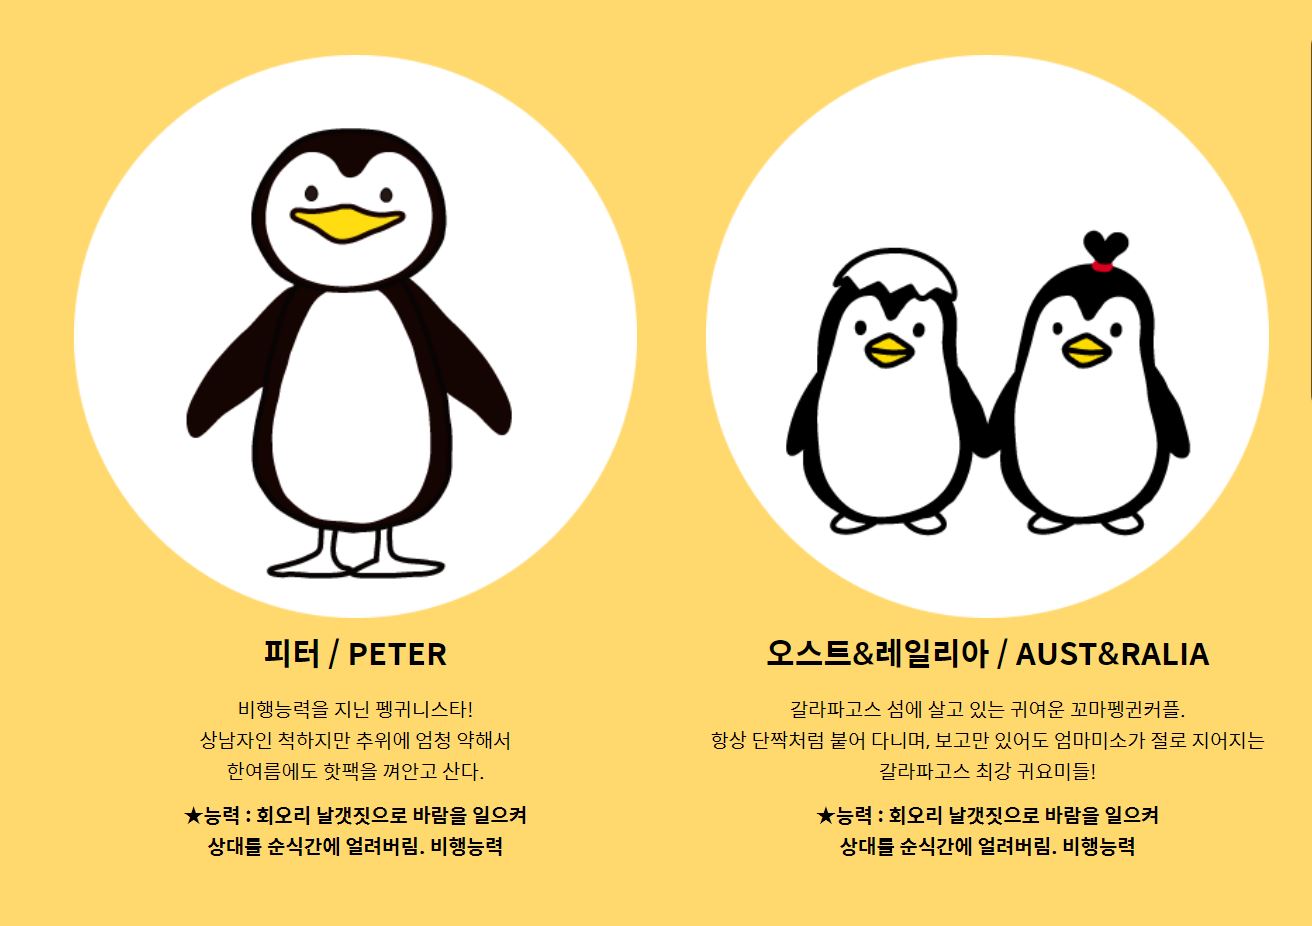 피터 / PETER
비행능력을 지닌 펭귀니스타!
상남자인 척하지만 추위에 엄청 약해서
한여름에도 핫팩을 껴안고 산다.
★능력 : 회오리 날갯짓으로 바람을 일으켜
상대를 순식간에 얼려버림. 비행능력
오스트&레일리아 / AUST&RALIA
갈라파고스 섬에 살고 있는 귀여운 꼬마펭귄커플.
항상 단짝처럼 붙어 다니며, 보고만 있어도 엄마미소가 절로 지어지는
갈라파고스 최강 귀요미들!
★능력 : 회오리 날갯짓으로 바람을 일으켜
상대를 순식간에 얼려버림. 비행능력